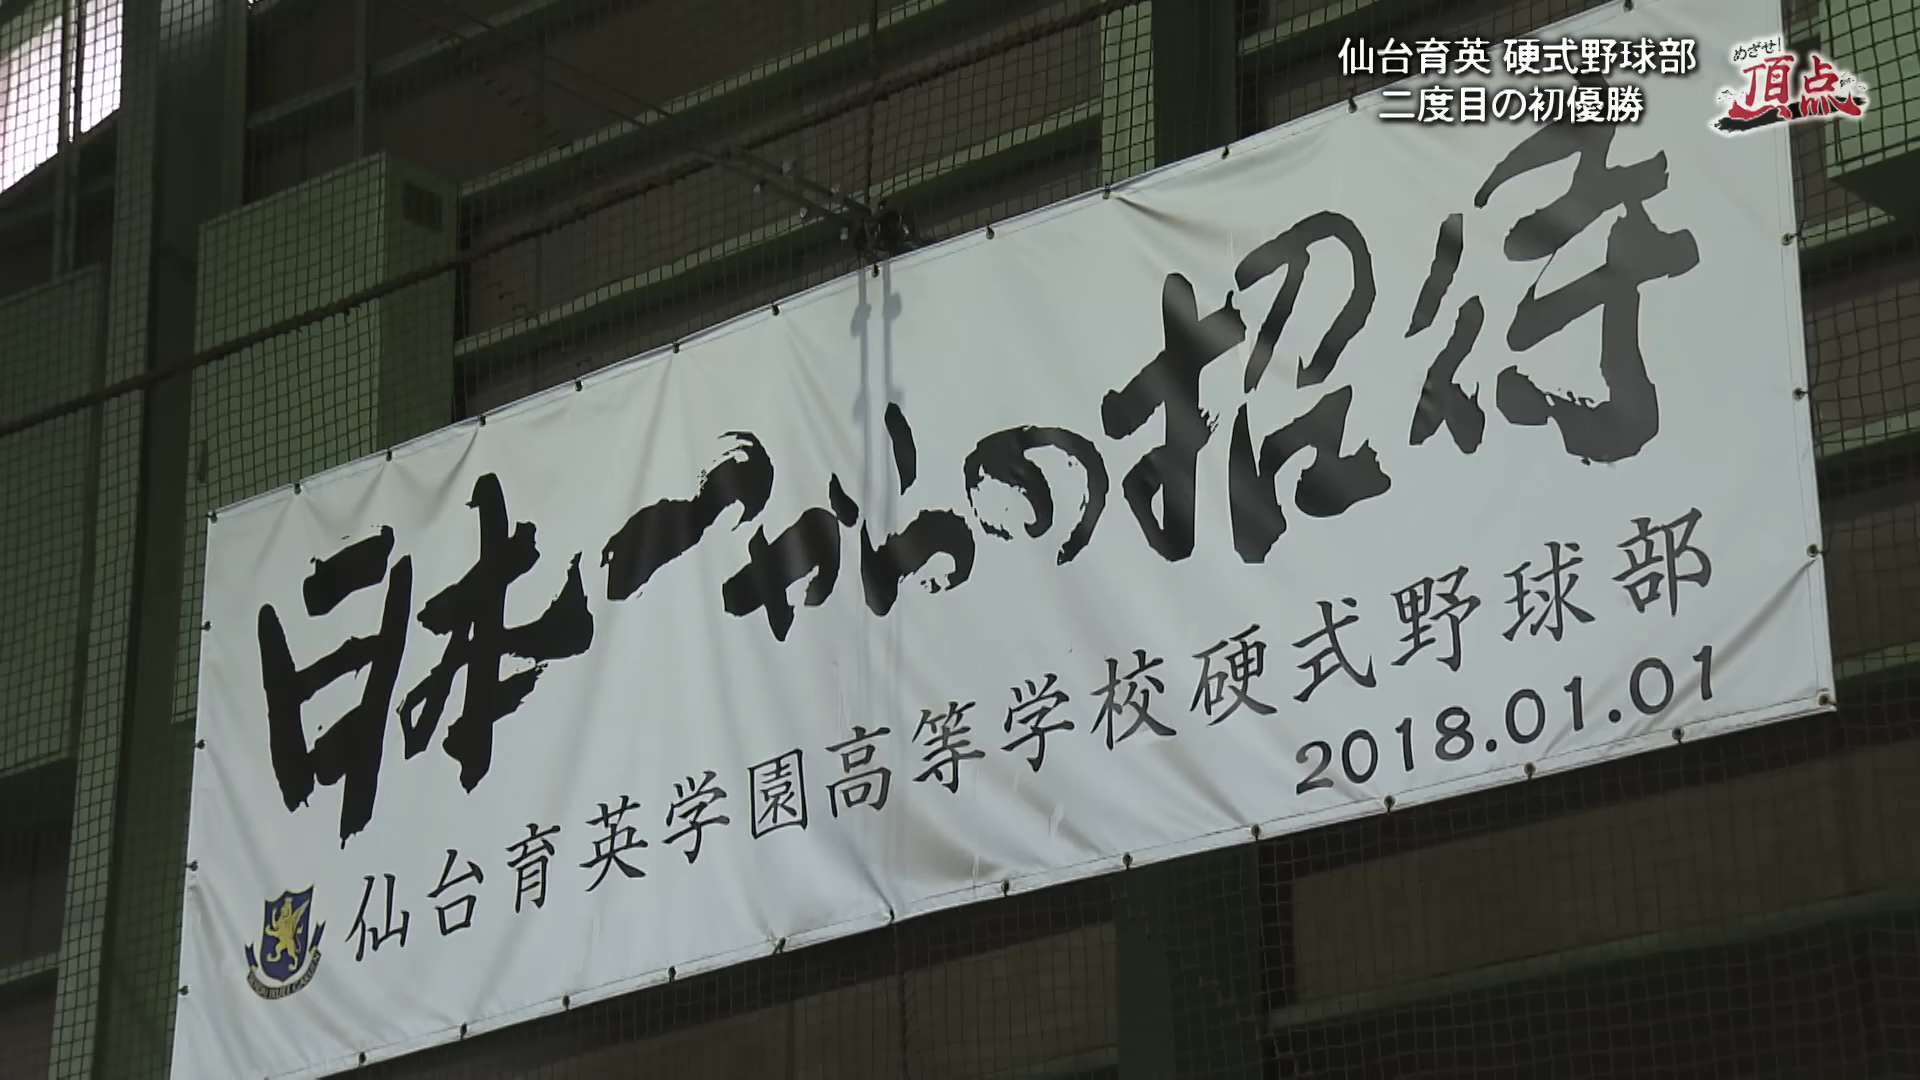 仙台育英 硬式野球部
二度目の初優勝
めざせ!
頂点
日本一からの招待
仙台育英学園高等学校硬式野球部
2018.01.01